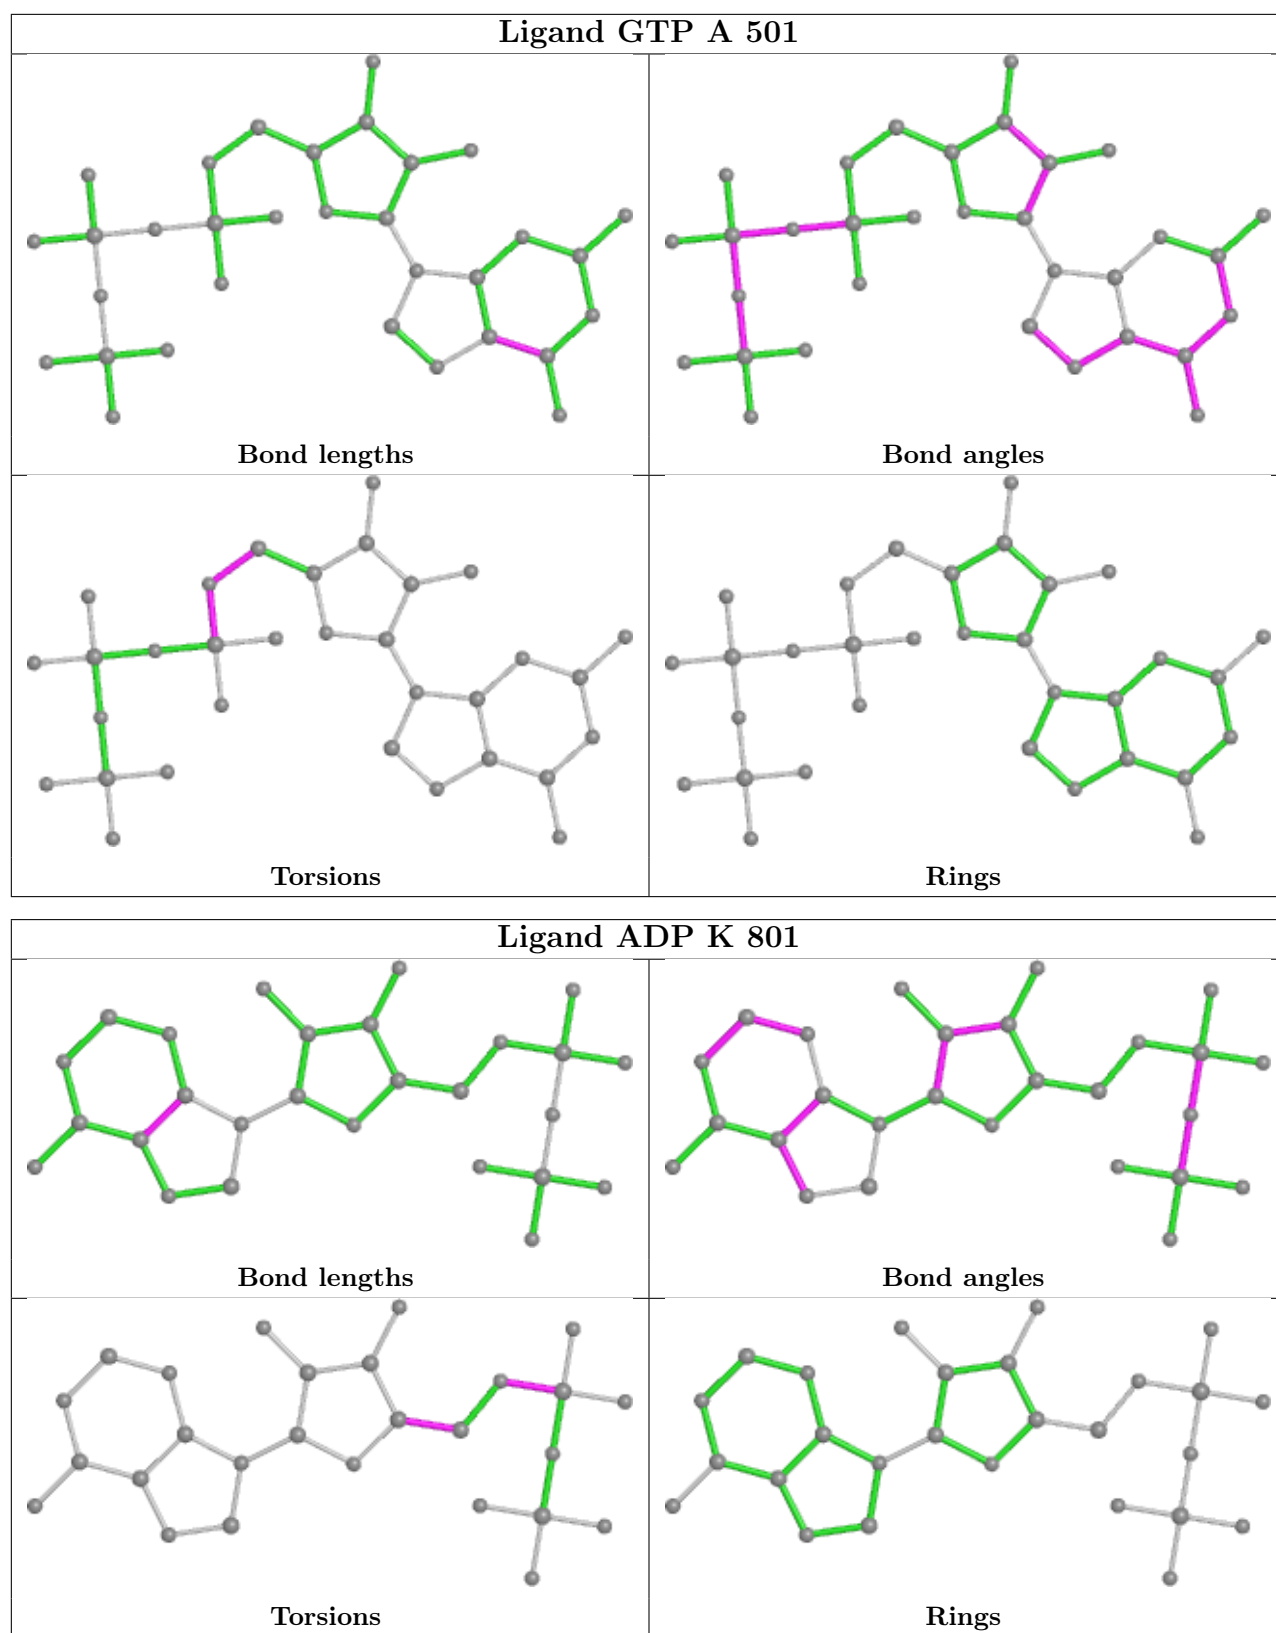 Ligand GTP A 501
Bond lengths
Bond angles
Torsions
Rings
Ligand ADP K 801
Bond lengths
Bond angles
Torsions
Rings